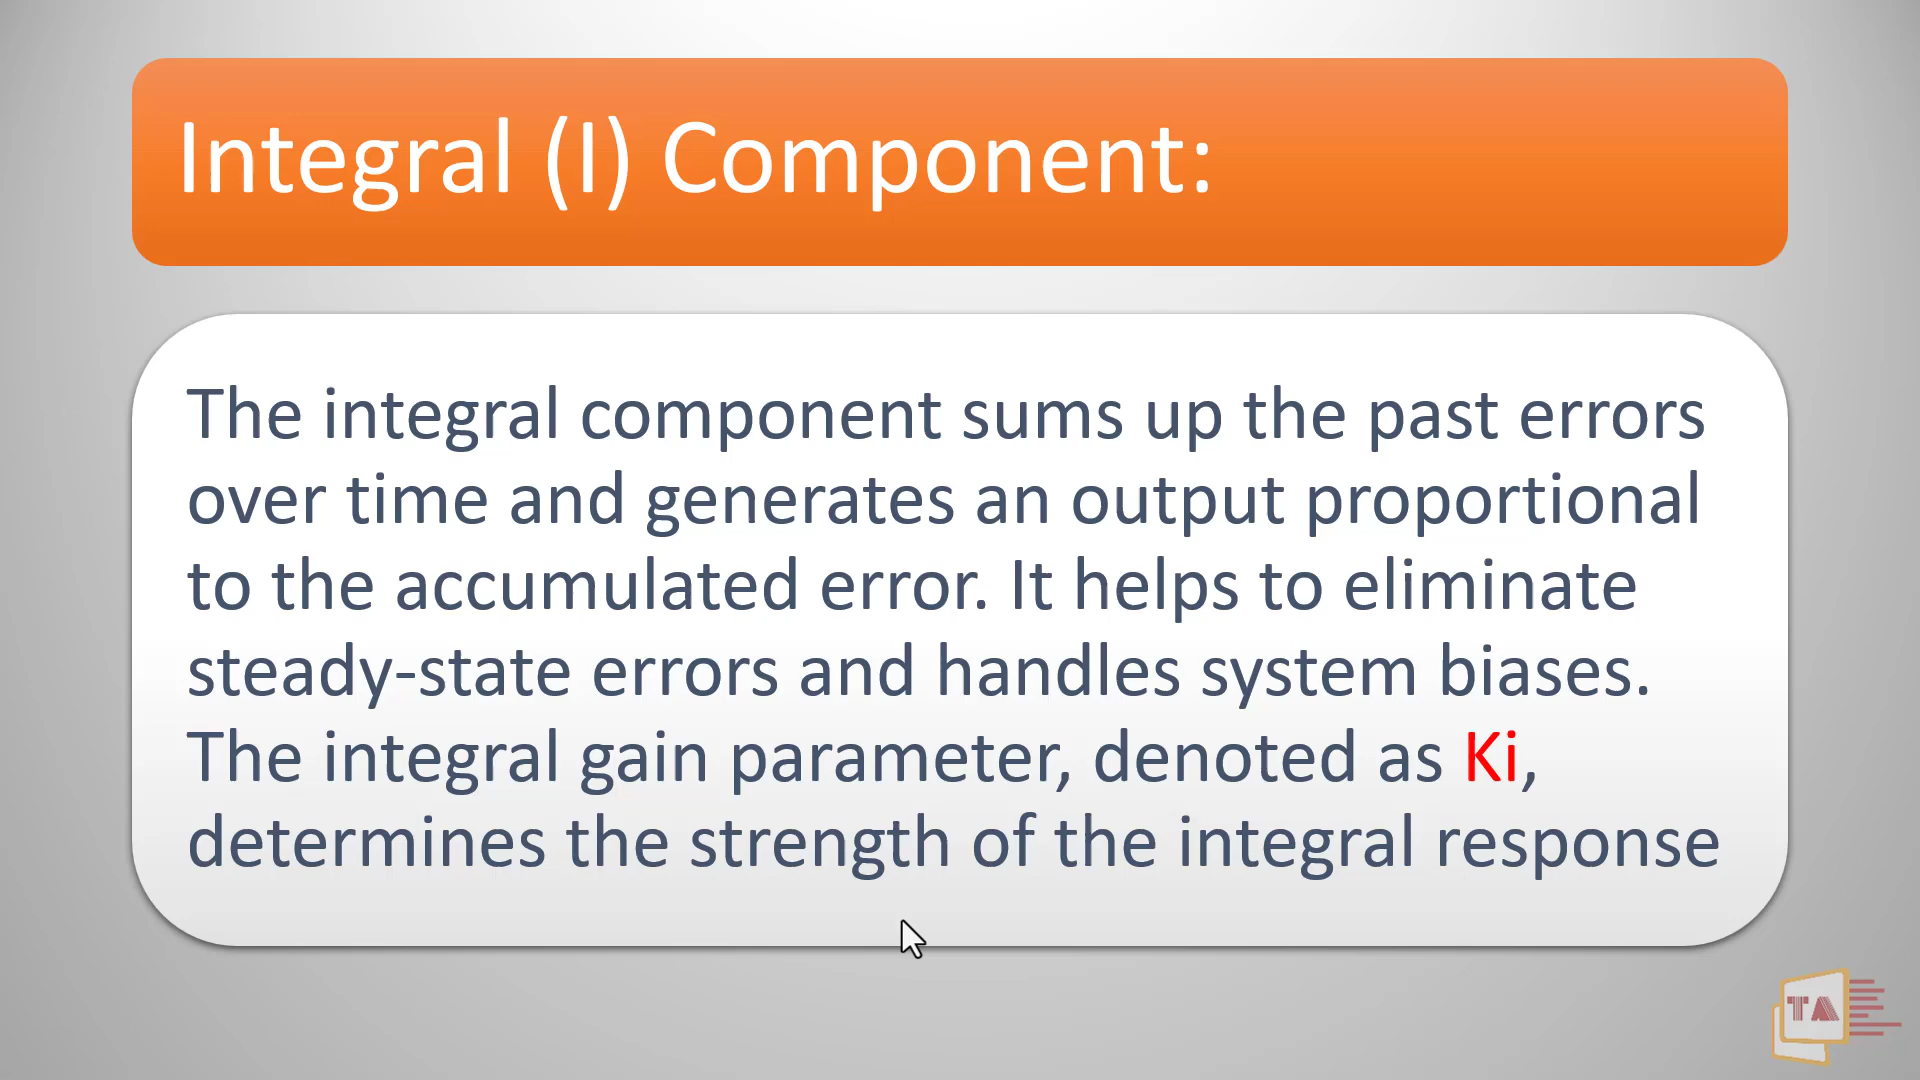 Integral (I) Component:
The integral component sums up the past errors
over time and generates an output proportional
to the accumulated error. It helps to eliminate
steady-state errors and handles system biases.
The integral gain parameter, denoted as Ki,
determines the strength of the integral response
TA